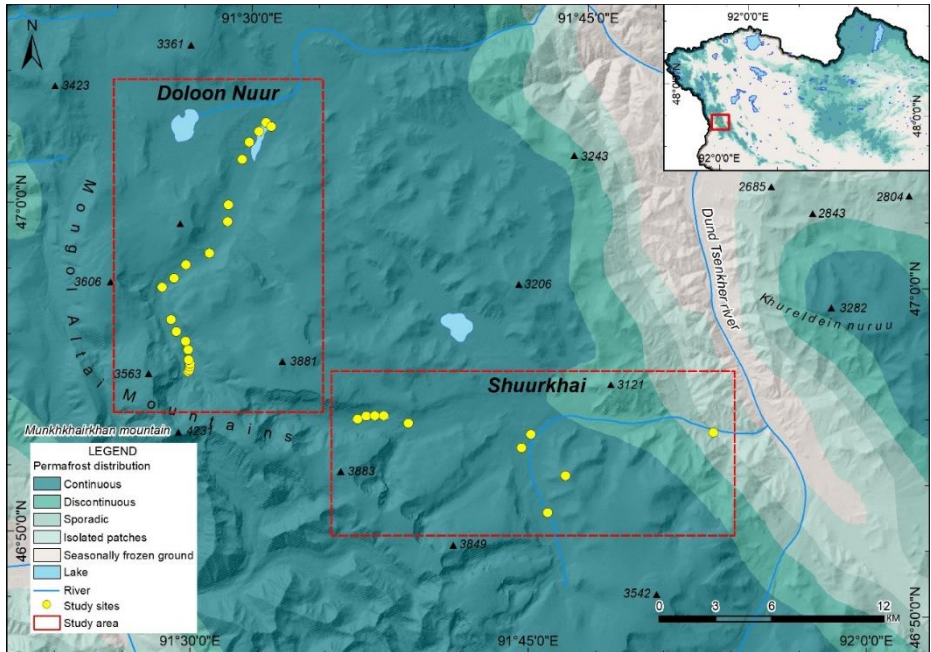 91°30'0"E
91°45'0"E
N
3361
3423
Doloon Nuur
92°0'0"E
48°0'0"N
48°0'0"N
92°0'0"E
3243
2685
2804
2843
47°0'0"N
Mongol Altai Mountains
Dund Tsenkher river
3606
3206
47°0'0"N
3282
Khureldein nuruu
3881
3563
Shuurkhai
3121
Munkhkhairkhan mountain
4231
3883
LEGEND
Permafrost distribution
Continuous
Discontinuous
Sporadic
Isolated patches
Seasonally frozen ground
Lake
River
Study sites
Study area
46°50'0"N
3849
3542
0 3 6 12
KM
46°50'0"N
91°30'0"E
91°45'0"E
92°0'0"E